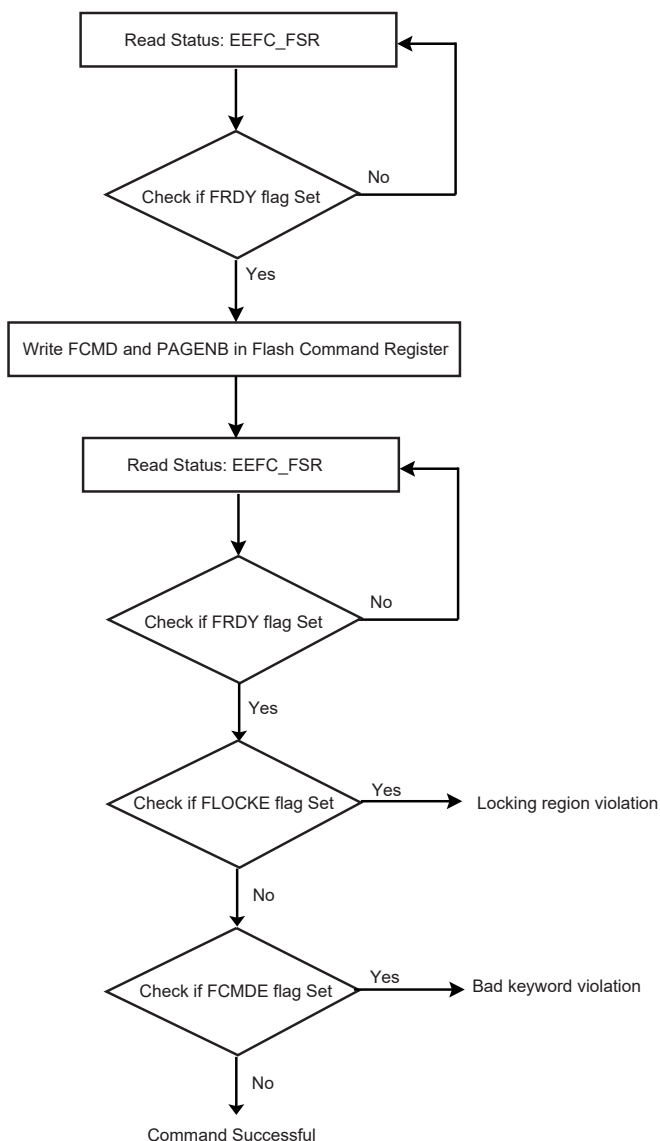 Read Status: EEFC_FSR
No
Check if FRDY flag Set
Yes
Write FCMD and PAGENB in Flash Command Register
Read Status: EEFC_FSR
No
Check if FRDY flag Set
Yes
Check if FLOCKE flag Set
Yes
Locking region violation
No
Check if FCMDE flag Set
Yes
Bad keyword violation
No
Command Successful